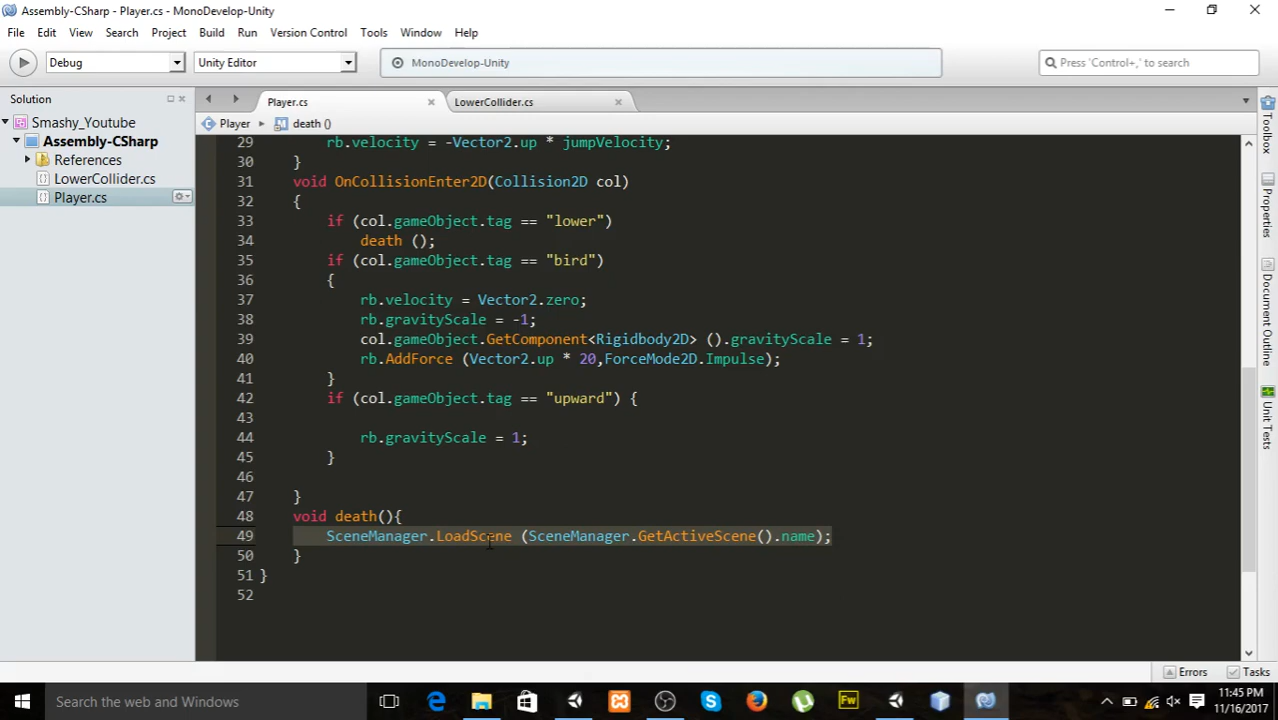 Assembly-CSharp - Player.cs - MonoDevelop-Unity
File Edit View Search Project Build Run Version Control Tools Window Help
Debug Unity Editor MonoDevelop-Unity Press 'Control+,' to search
Solution
Smashy_Youtube
Assembly-CSharp
References
LowerCollider.cs
Player.cs
Player.cs LowerCollider.cs
Player death ()
29 rb.velocity = -Vector2.up * jumpVelocity;
30 }
31 void OnCollisionEnter2D(Collision2D col)
32 {
33 if (col.gameObject.tag == "lower")
34 death ();
35 if (col.gameObject.tag == "bird")
36 {
37 rb.velocity = Vector2.zero;
38 rb.gravityScale = -1;
39 col.gameObject.GetComponent<Rigidbody2D> ().gravityScale = 1;
40 rb.AddForce (Vector2.up * 20,ForceMode2D.Impulse);
41 }
42 if (col.gameObject.tag == "upward") {
43
44 rb.gravityScale = 1;
45 }
46
47 }
48 void death(){
49 SceneManager.LoadScene (SceneManager.GetActiveScene().name);
50 }
51 }
52
Toolbox
Properties
Document Outline
Unit Tests
Errors Tasks
Search the web and Windows
Fw
11:45 PM
11/16/2017